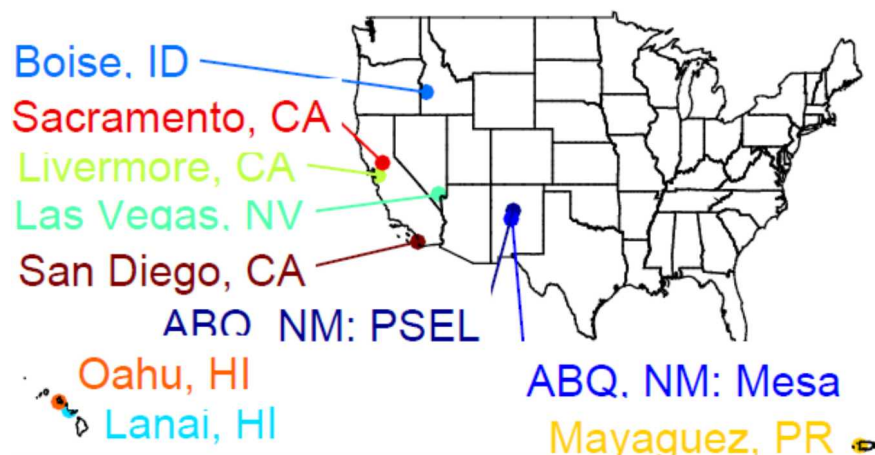 Boise, ID
Sacramento, CA
Livermore, CA
Las Vegas, NV
San Diego, CA
ABQ, NM: PSEL
Oahu, HI
ABQ, NM: Mesa
Lanai, HI
Mayaguez, PR